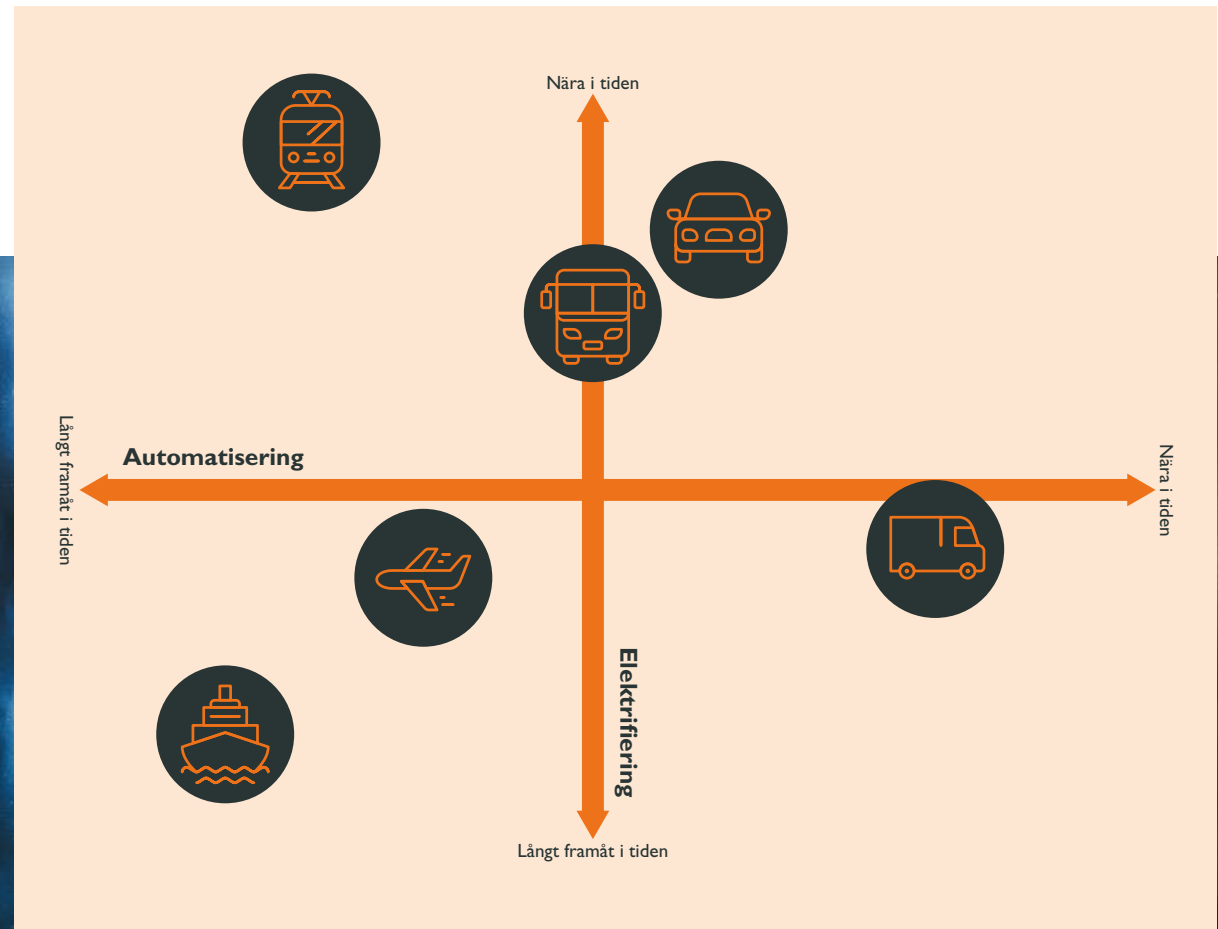 Nära i tiden
Långt framåt i tiden
Automatisering
Nära i tiden
Elektrifiering
Långt framåt i tiden